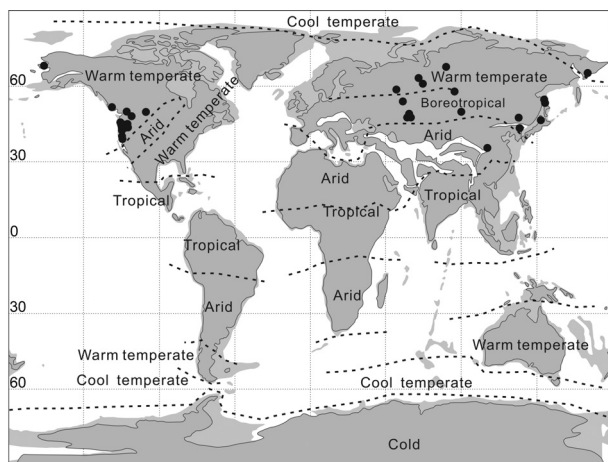 Cool temperate
60
Warm temperate
Warm temperate
Boreotropical
Arid
Warm temperate
Arid
30
Arid
Tropical
Tropical
Tropical
0
Tropical
Arid
Arid
30
Warm temperate
Warm temperate
Cool temperate
Cool temperate
60
Cold